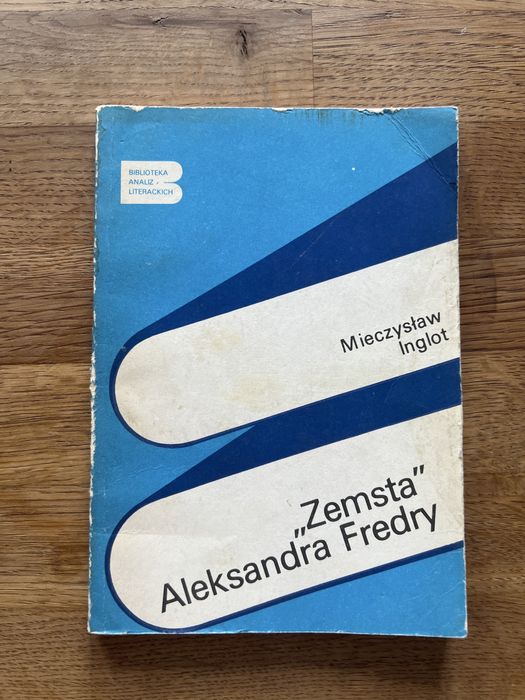 BIBLIOTEKA
ANALIZ
LITERACKICH
Mieczysław
Inglot
„Zemsta”
Aleksandra Fredry